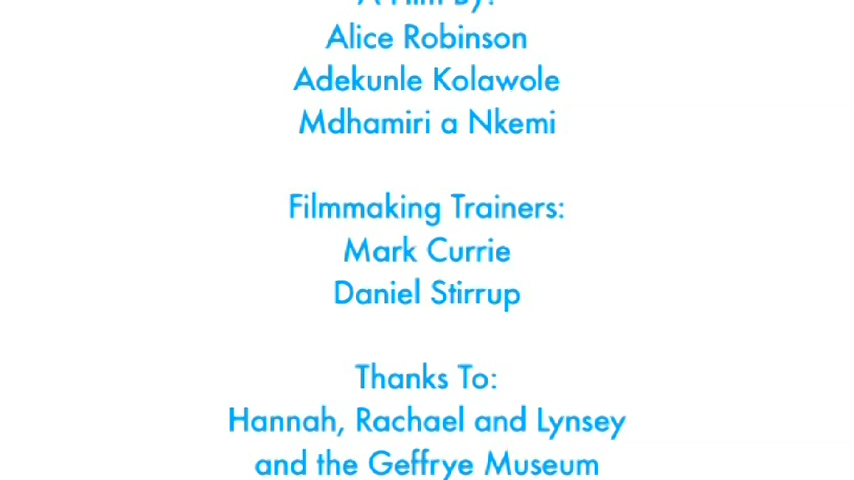 A Film By:
Alice Robinson
Adekunle Kolawole
Mdhamiri a Nkemi
Filmmaking Trainers:
Mark Currie
Daniel Stirrup
Thanks To:
Hannah, Rachael and Lynsey
and the Geffrye Museum